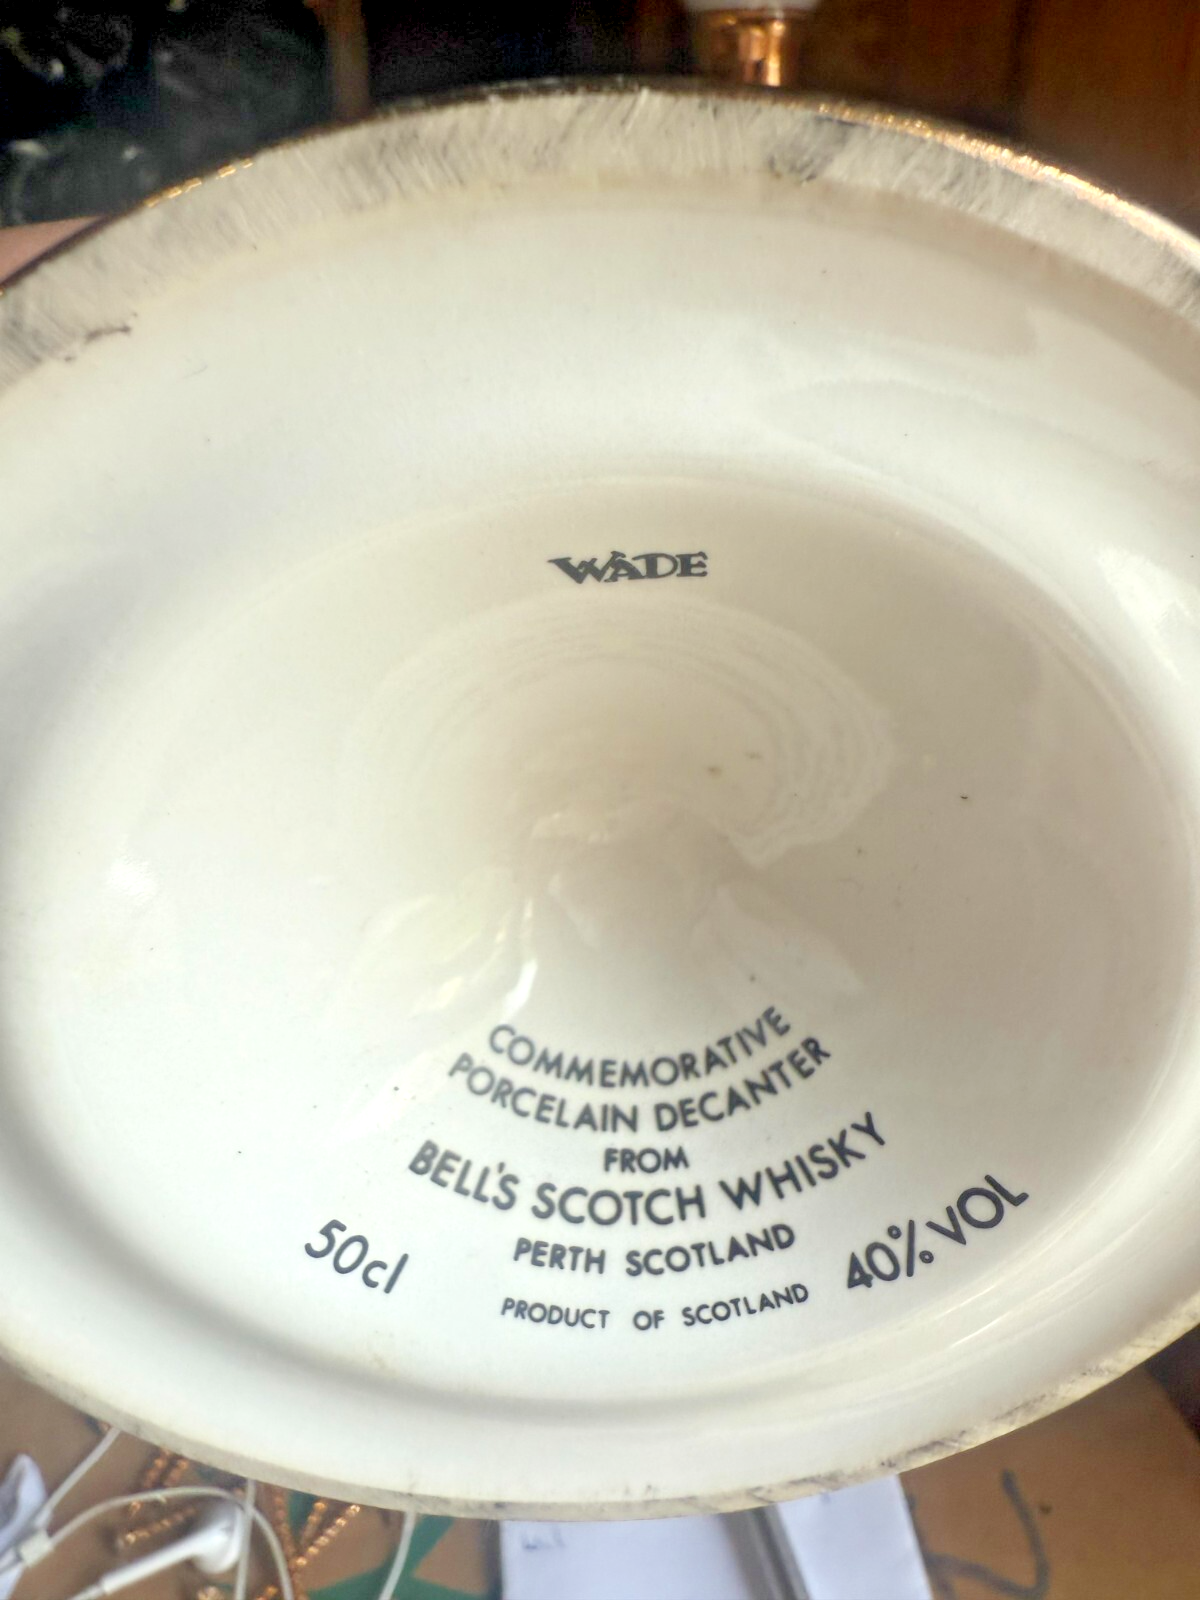 WADE
COMMEMORATIVE
PORCELAIN DECANTER
FROM
BELL'S SCOTCH WHISKY
PERTH SCOTLAND
50cl
PRODUCT OF SCOTLAND
40% VOL